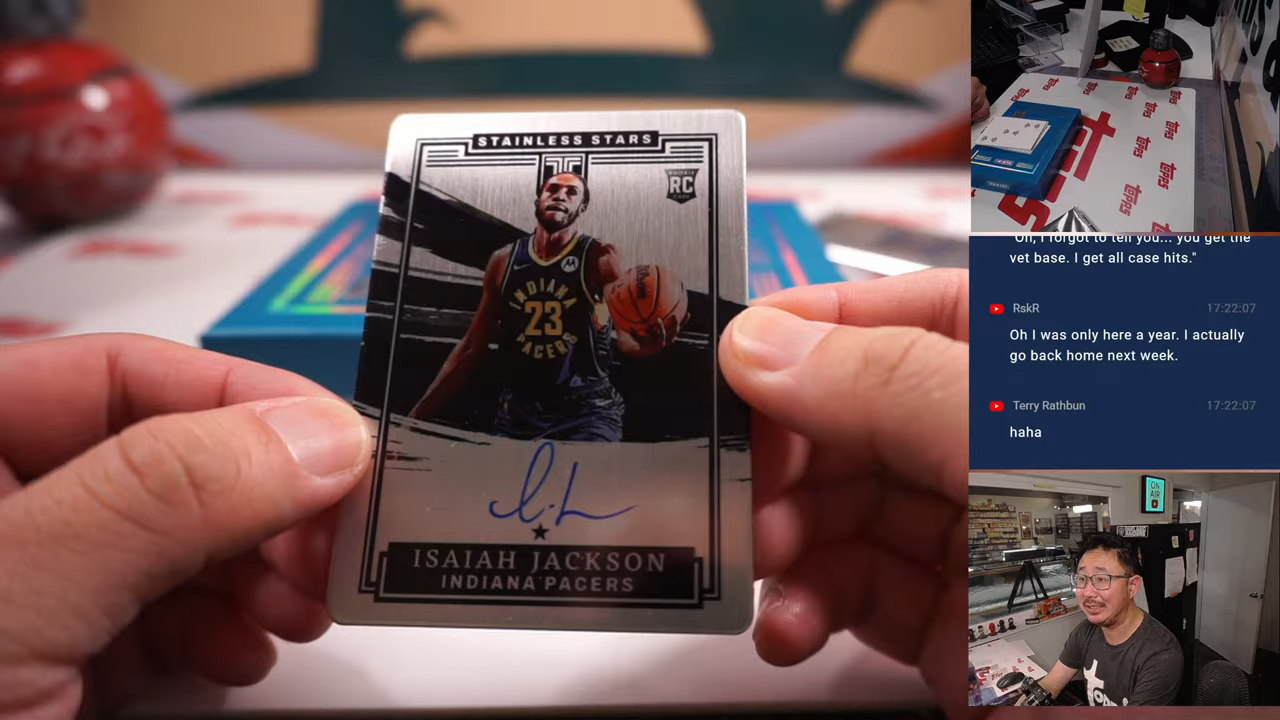 STAINLESS STARS
ROOKIE
RC
INDIANA
23
PACERS
ISAIAH JACKSON
INDIANA PACERS
topps
PANINI
"Oh, I forgot to tell you... you get the
vet base. I get all case hits."
RskR 17:22:07
Oh I was only here a year. I actually
go back home next week.
Terry Rathbun 17:22:07
haha
ON
AIR